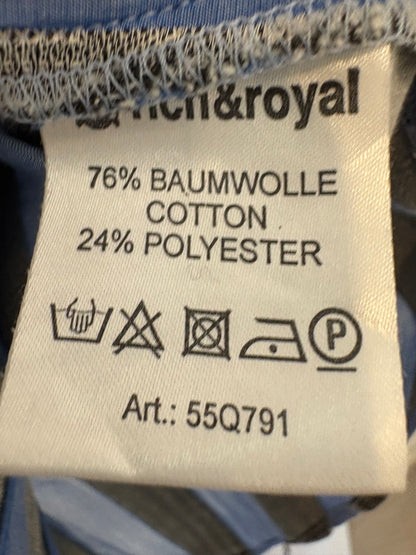 rich&royal
76% BAUMWOLLE
COTTON
24% POLYESTER
P
Art.: 55Q791